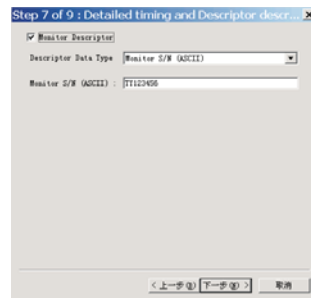 Step 7 of 9 : Detailed timing and Descriptor descr...
Monitor Descriptor
Descriptor Data Type
Monitor S/N (ASCII)
Monitor S/N (ASCII) :
TT123456
<上一步(Q) 下一步(N) > 取消